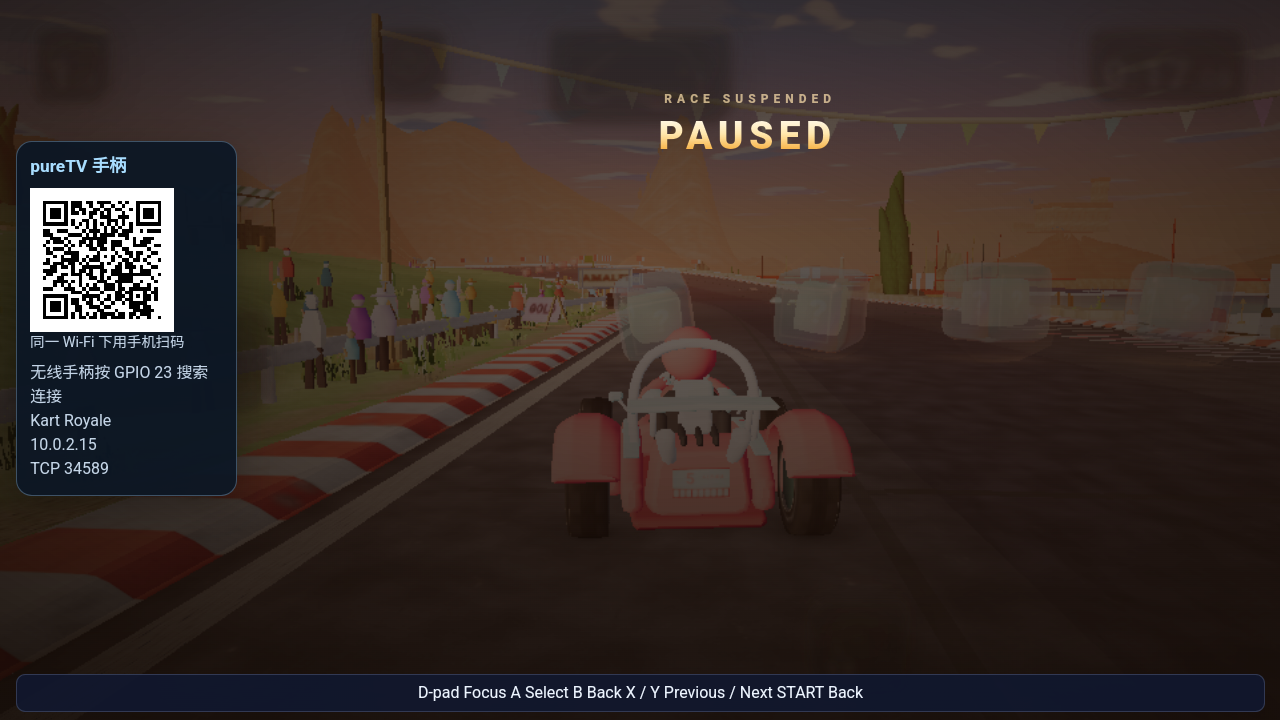 RACE SUSPENDED
PAUSED
pureTV 手柄
同一 Wi-Fi 下用手机扫码
无线手柄按 GPIO 23 搜索
连接
Kart Royale
10.0.2.15
TCP 34589
GOLD
D-pad Focus A Select B Back X / Y Previous / Next START Back